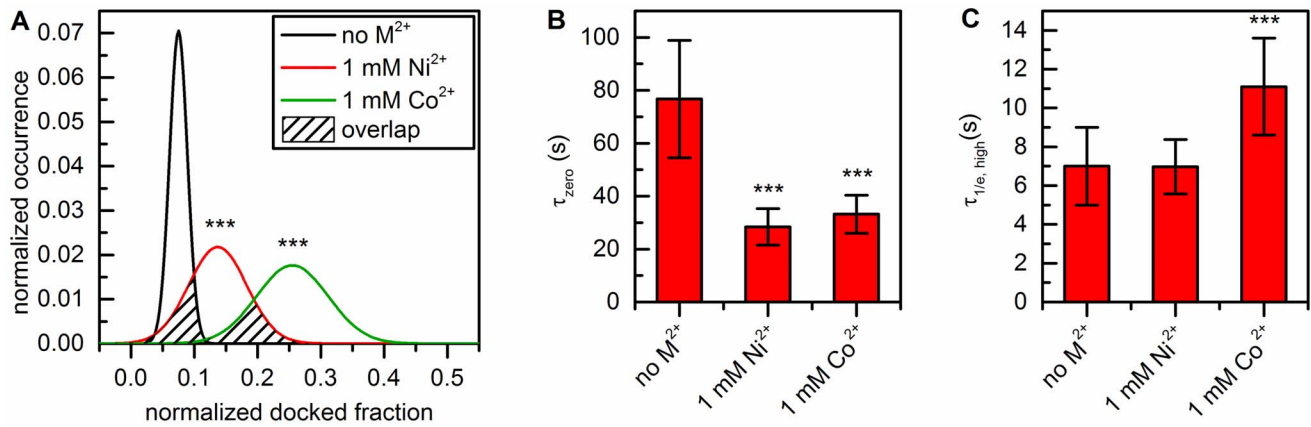 A
normalized occurrence
0.07
0.06
0.05
0.04
0.03
0.02
0.01
0.00
no M²⁺
1 mM Ni²⁺
1 mM Co²⁺
overlap
***
***
0.0 0.1 0.2 0.3 0.4 0.5
normalized docked fraction
B
τzero (s)
100
80
60
40
20
0
***
***
no M²⁺
1 mM Ni²⁺
1 mM Co²⁺
C
τ1/e, high(s)
14
12
10
8
6
4
2
0
***
no M²⁺
1 mM Ni²⁺
1 mM Co²⁺